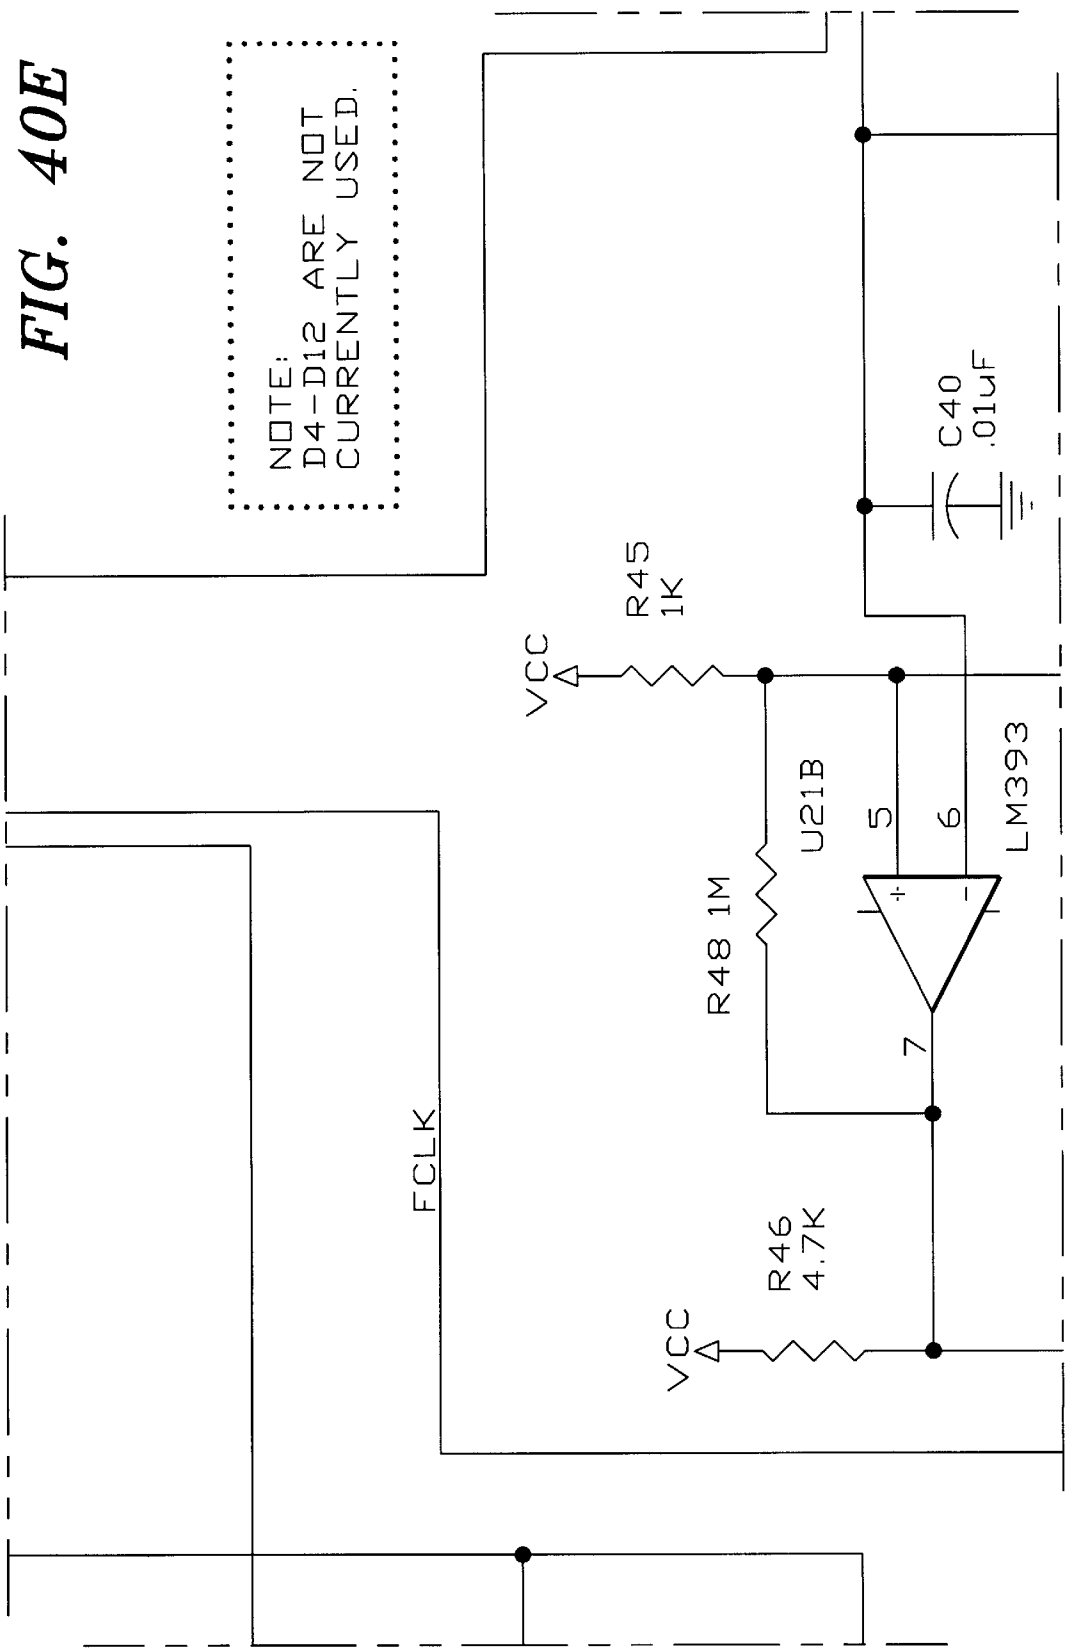 FIG. 40E
NOTE:
D4-D12 ARE NOT
CURRENTLY USED.
FCLK
VCC
R45
1K
C40
.01uF
R48 1M
U21B
5
6
+
-
7
LM393
VCC
R46
4.7K